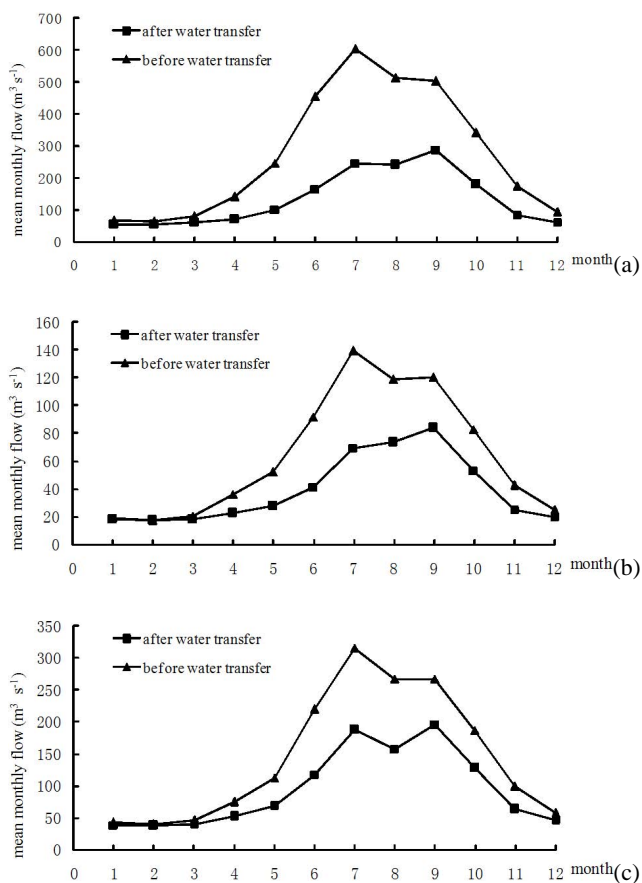 700
600
500
400
300
200
100
0
mean monthly flow (m³ s⁻¹)
after water transfer
before water transfer
0 1 2 3 4 5 6 7 8 9 10 11 12 month(a)
160
140
120
100
80
60
40
20
0
mean monthly flow (m³ s⁻¹)
after water transfer
before water transfer
0 1 2 3 4 5 6 7 8 9 10 11 12 month(b)
350
300
250
200
150
100
50
0
mean monthly flow (m³ s⁻¹)
after water transfer
before water transfer
0 1 2 3 4 5 6 7 8 9 10 11 12 month(c)